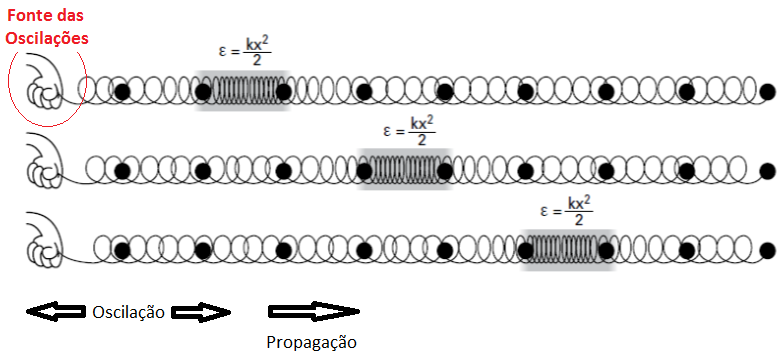 Fonte das
Oscilações
ε = kx²/2
ε = kx²/2
ε = kx²/2
Oscilação
Propagação